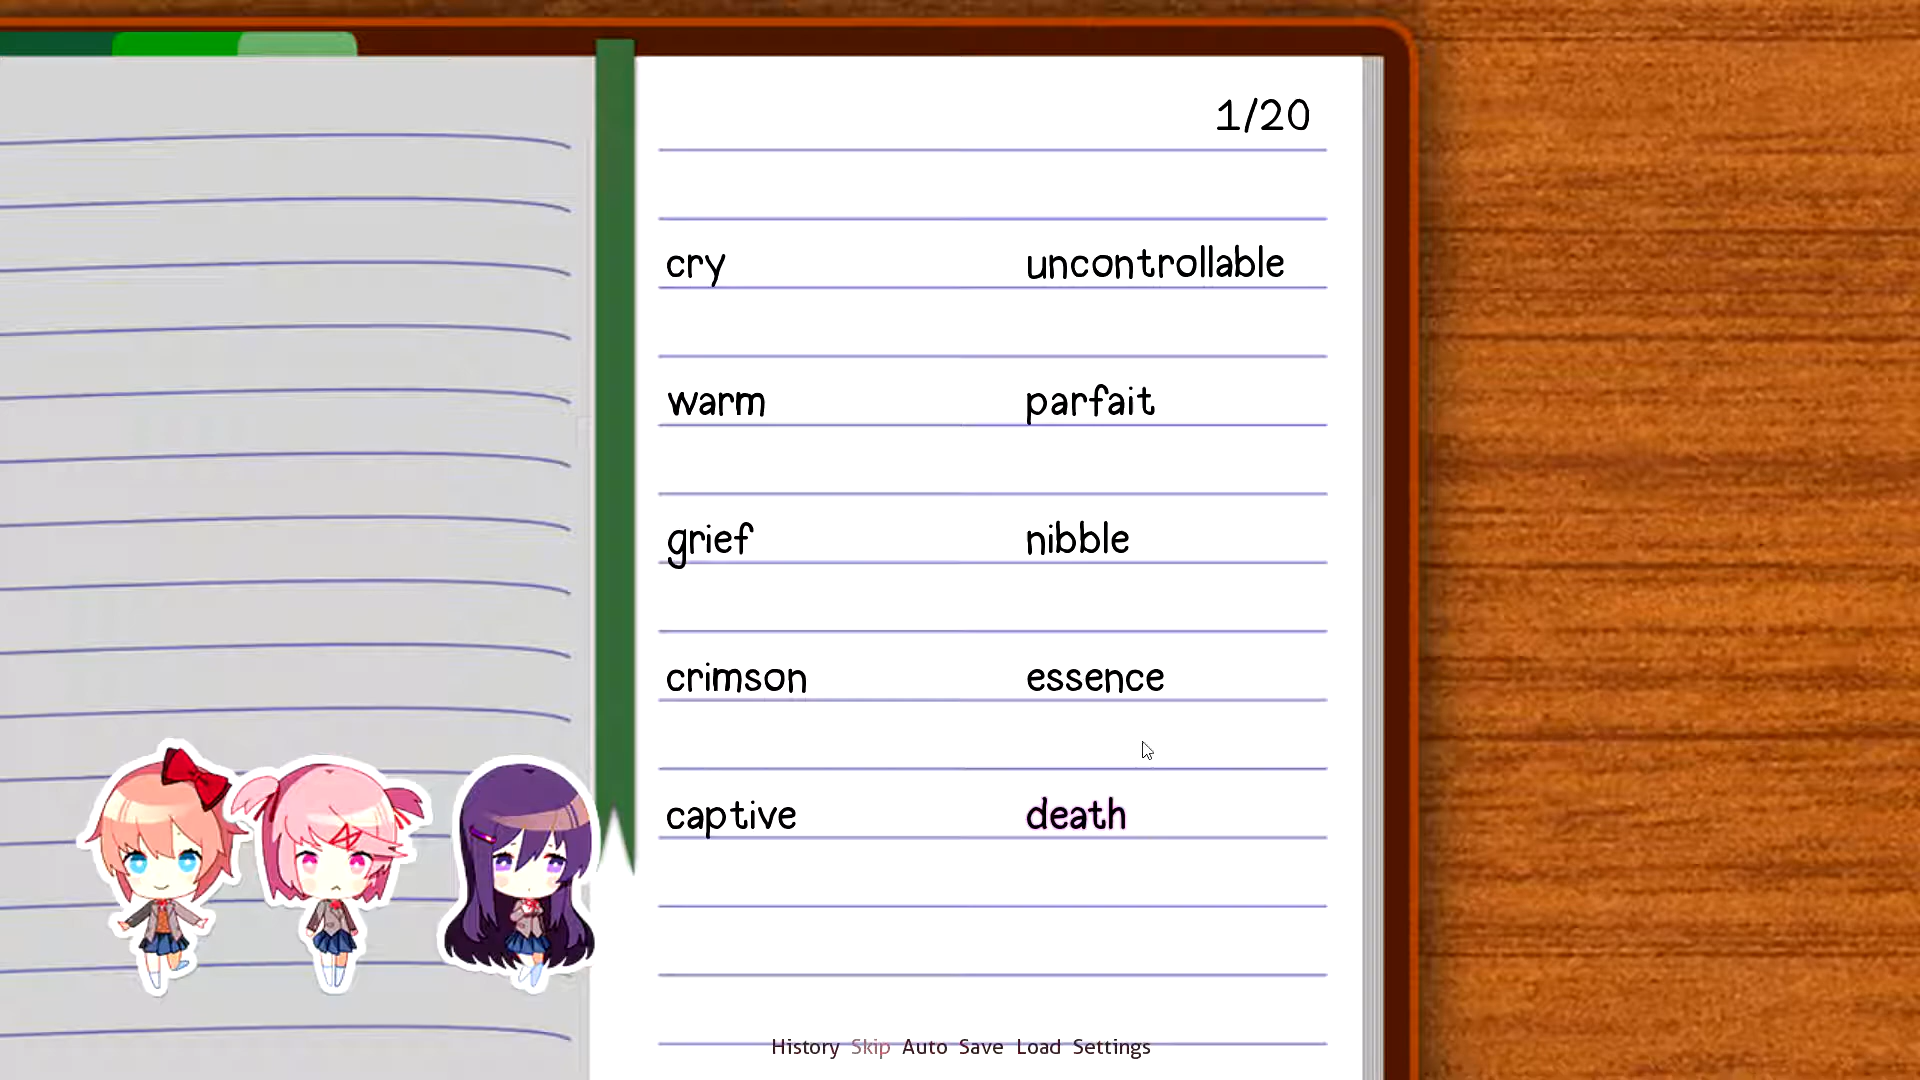 1/20
cry uncontrollable
warm parfait
grief nibble
crimson essence
captive death
History Skip Auto Save Load Settings